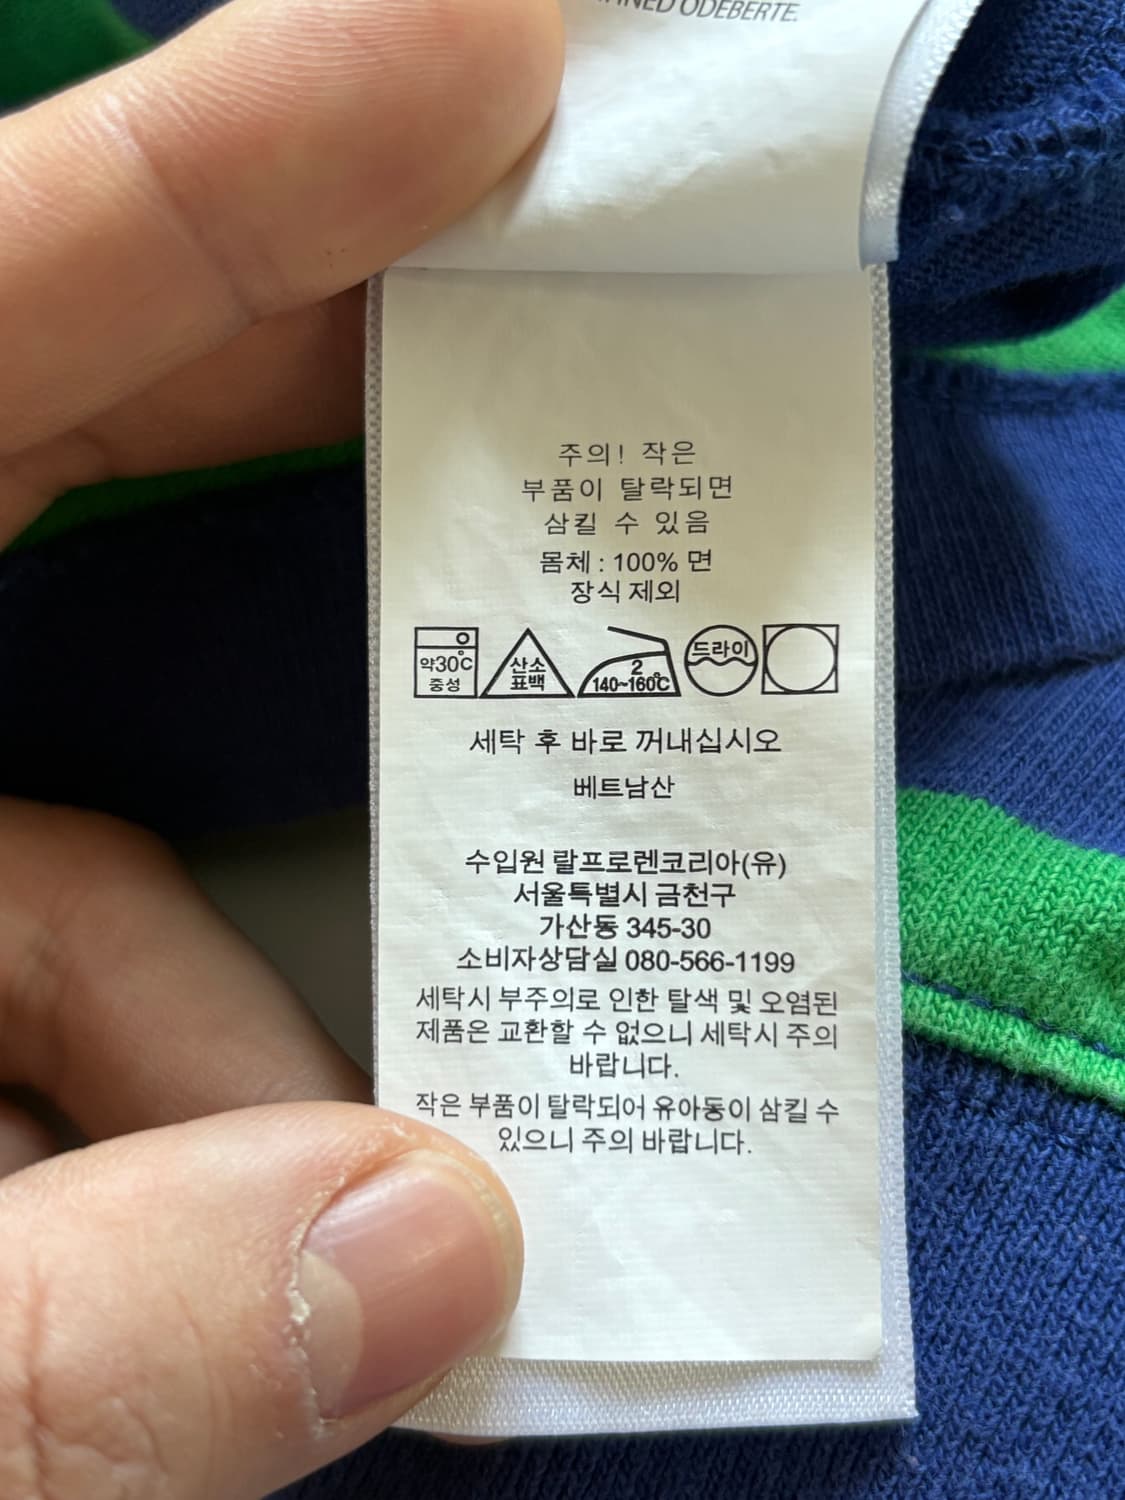 ODEBERTE.
주의! 작은
부품이 탈락되면
삼킬 수 있음
몸체 : 100% 면
장식 제외
약30℃
중성
산소
표백
2
140~160℃
드라이
세탁 후 바로 꺼내십시오
베트남산
수입원 랄프로렌코리아(유)
서울특별시 금천구
가산동 345-30
소비자상담실 080-566-1199
세탁시 부주의로 인한 탈색 및 오염된
제품은 교환할 수 없으니 세탁시 주의
바랍니다.
작은 부품이 탈락되어 유아동이 삼킬 수
있으니 주의 바랍니다.